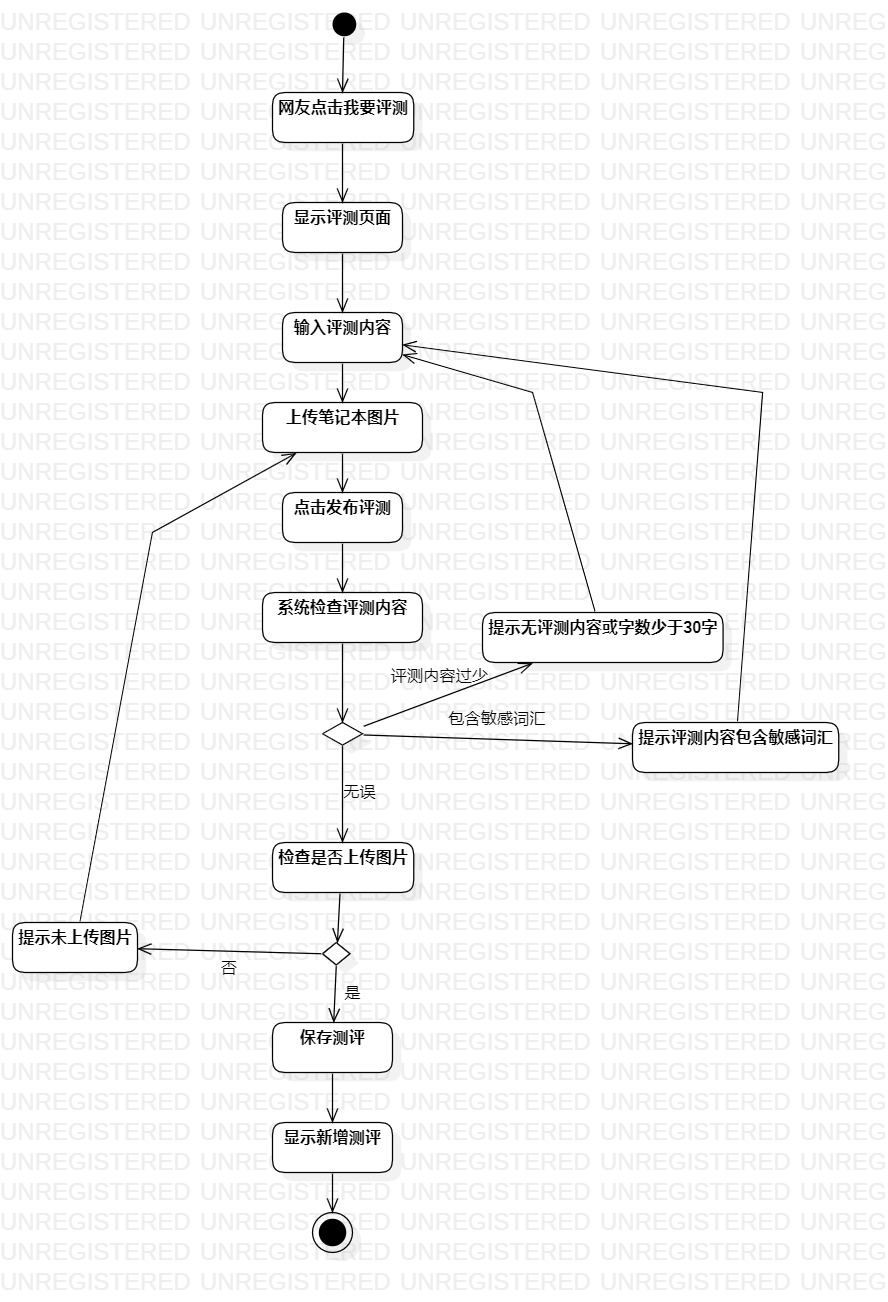 网友点击我要评测
显示评测页面
输入评测内容
上传笔记本图片
点击发布评测
系统检查评测内容
提示无评测内容或字数少于30字
评测内容过少
包含敏感词汇
提示评测内容包含敏感词汇
无误
检查是否上传图片
提示未上传图片
否
是
保存测评
显示新增测评
UNREGISTERED